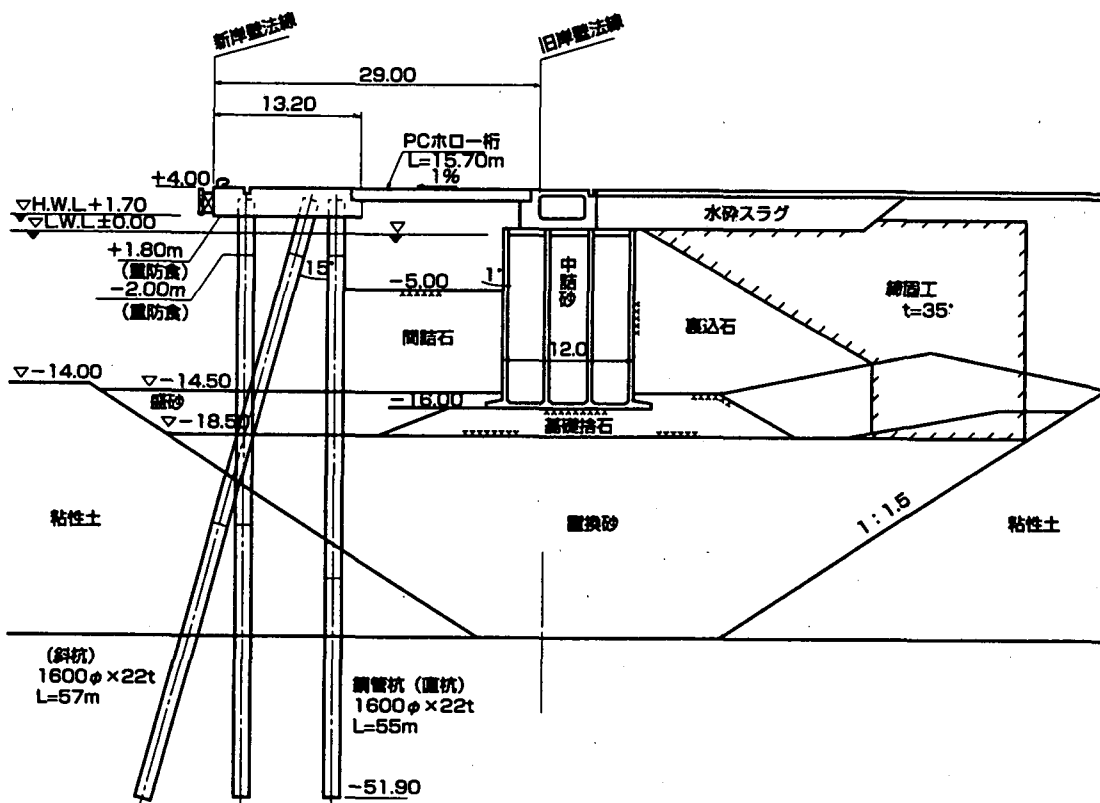 新岸壁法線
旧岸壁法線
29.00
13.20
PCホロー桁
L=15.70m
1%
+4.00
▽H.W.L+1.70
▽L.W.L±0.00
水砕スラグ
+1.80m
(重防食)
-2.00m
(重防食)
15°
-5.00
1°
中詰砂
締固工
t=35°
間詰石
裏込石
12.0
▽-14.00
▽-14.50
盛砂
-16.00
▽-18.50
基礎捨石
粘性土
置換砂
1:1.5
粘性土
(斜杭)
1600φ×22t
L=57m
鋼管杭 (直杭)
1600φ×22t
L=55m
-51.90